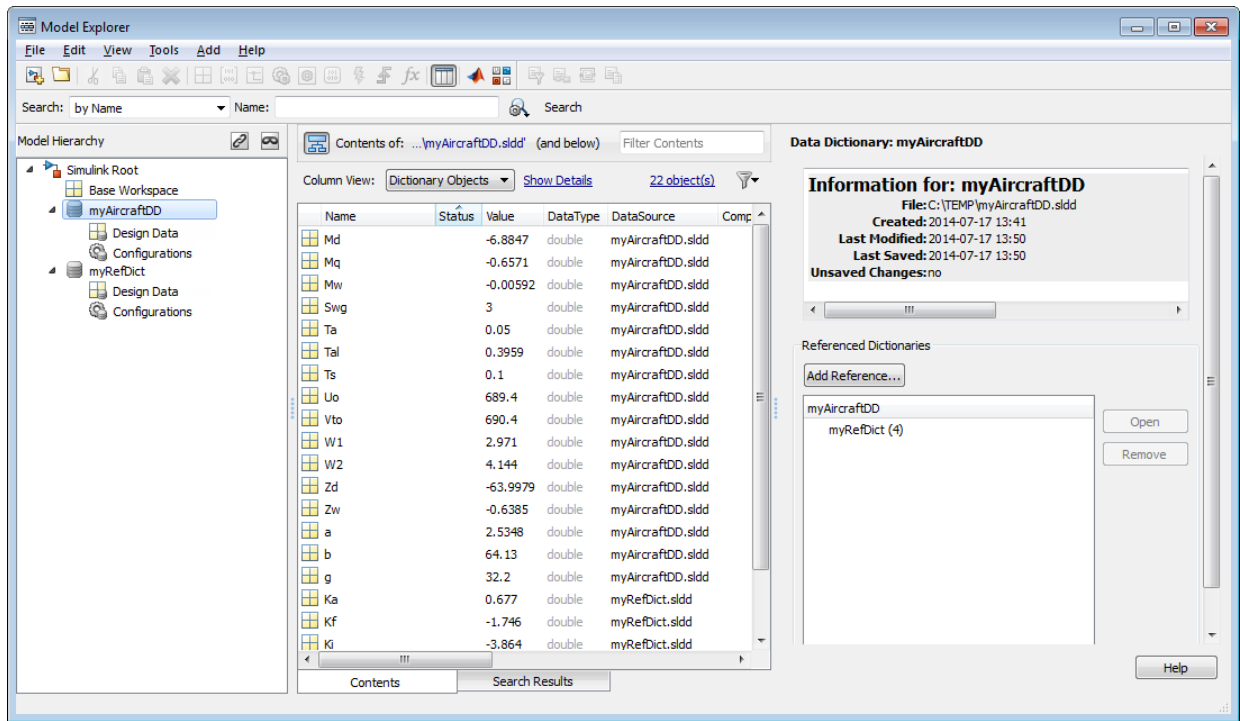 Model Explorer
File Edit View Tools Add Help
fx
Search: by Name Name: Search
Model Hierarchy
Simulink Root
Base Workspace
myAircraftDD
Design Data
Configurations
myRefDict
Design Data
Configurations
Contents of: ...\myAircraftDD.sldd' (and below) Filter Contents
Column View: Dictionary Objects Show Details 22 object(s)
Name Status Value DataType DataSource Comp
Md -6.8847 double myAircraftDD.sldd
Mq -0.6571 double myAircraftDD.sldd
Mw -0.00592 double myAircraftDD.sldd
Swg 3 double myAircraftDD.sldd
Ta 0.05 double myAircraftDD.sldd
Tal 0.3959 double myAircraftDD.sldd
Ts 0.1 double myAircraftDD.sldd
Uo 689.4 double myAircraftDD.sldd
Vto 690.4 double myAircraftDD.sldd
W1 2.971 double myAircraftDD.sldd
W2 4.144 double myAircraftDD.sldd
Zd -63.9979 double myAircraftDD.sldd
Zw -0.6385 double myAircraftDD.sldd
a 2.5348 double myAircraftDD.sldd
b 64.13 double myAircraftDD.sldd
g 32.2 double myAircraftDD.sldd
Ka 0.677 double myRefDict.sldd
Kf -1.746 double myRefDict.sldd
Ki -3.864 double myRefDict.sldd
Contents Search Results
Data Dictionary: myAircraftDD
Information for: myAircraftDD
File: C:\TEMP\myAircraftDD.sldd
Created: 2014-07-17 13:41
Last Modified: 2014-07-17 13:50
Last Saved: 2014-07-17 13:50
Unsaved Changes: no
Referenced Dictionaries
Add Reference...
myAircraftDD
myRefDict (4)
Open
Remove
Help